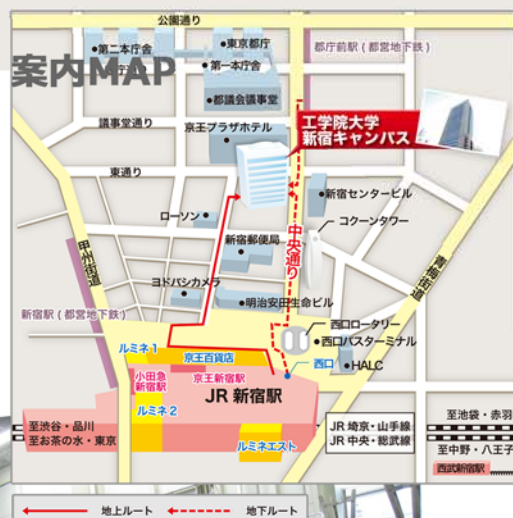 公園通り
第二本庁舎
東京都庁
都庁前駅(都営地下鉄)
案内MAP
第一本庁舎
都議会議事堂
議事堂通り
京王プラザホテル
工学院大学
新宿キャンパス
東通り
新宿センタービル
ローソン
コクーンタワー
中央通り
新宿郵便局
甲州街道
青梅街道
ヨドバシカメラ
明治安田生命ビル
新宿駅(都営地下鉄)
西口ロータリー
西口バスターミナル
ルミネ1
京王百貨店
西口
HALC
小田急
新宿駅
京王新宿駅
JR 新宿駅
ルミネ2
至渋谷・品川
至お茶の水・東京
ルミネエスト
JR 埼京・山手線
JR 中央・総武線
至池袋・赤羽
至中野・八王子
西武新宿駅
地上ルート
地下ルート